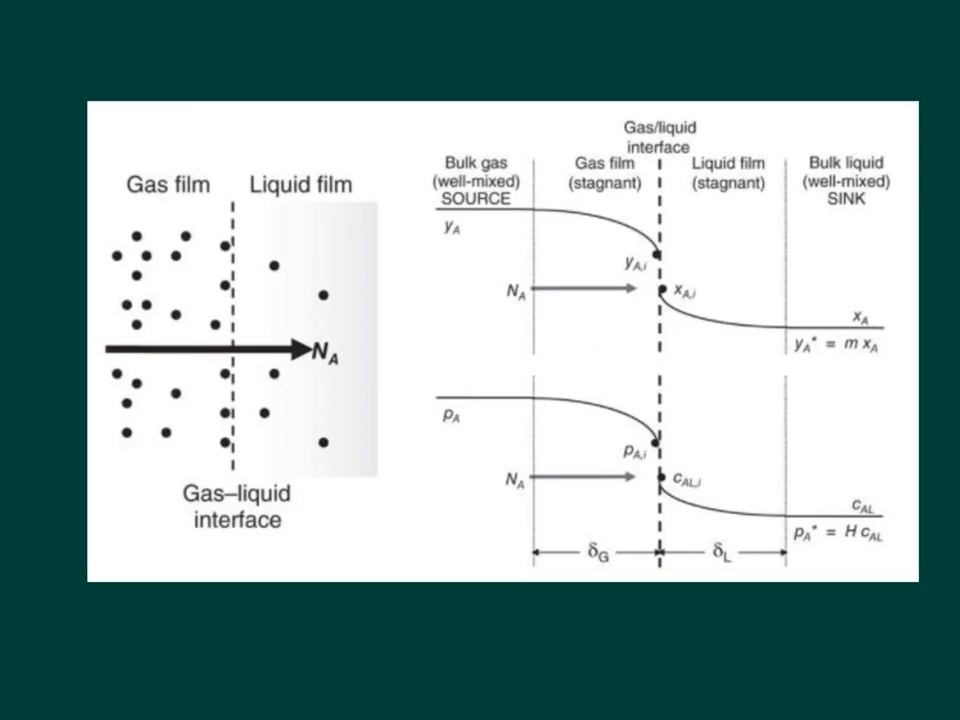 Gas film
Liquid film
N_A
Gas–liquid
interface
Gas/liquid
interface
Bulk gas
(well-mixed)
SOURCE
Gas film
(stagnant)
Liquid film
(stagnant)
Bulk liquid
(well-mixed)
SINK
y_A
y_A,i
N_A
x_A,i
x_A
y_A* = m x_A
p_A
p_A,i
N_A
c_AL,i
c_AL
p_A* = H c_AL
δ_G
δ_L